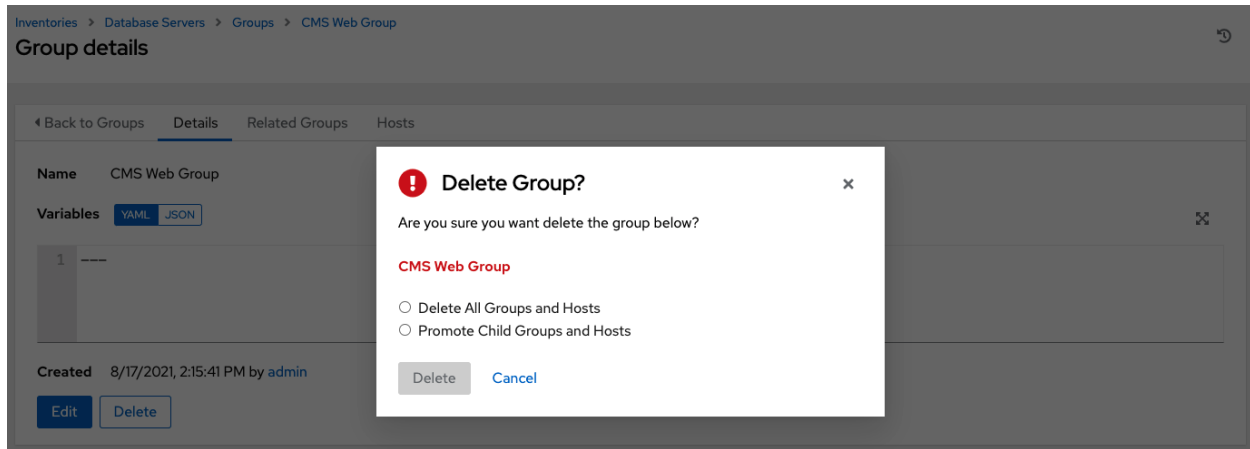 Inventories > Database Servers > Groups > CMS Web Group
Group details
Back to Groups Details Related Groups Hosts
Name CMS Web Group
Variables YAML JSON
1 ---
Created 8/17/2021, 2:15:41 PM by admin
Edit Delete
! Delete Group? ×
Are you sure you want delete the group below?
CMS Web Group
Delete All Groups and Hosts
Promote Child Groups and Hosts
Delete Cancel